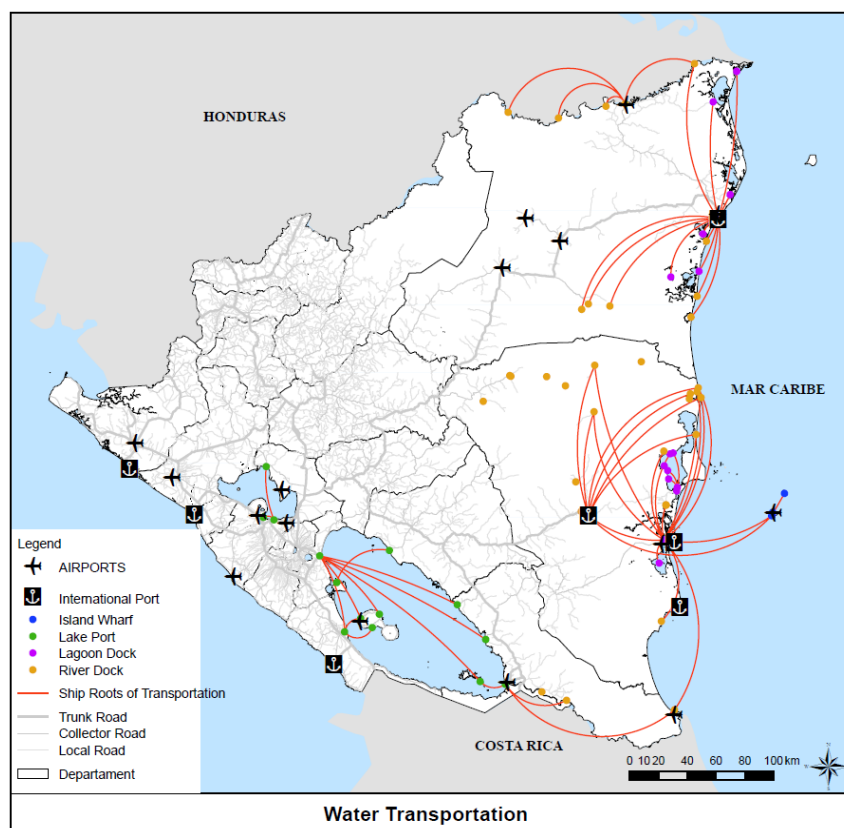 HONDURAS
MAR CARIBE
Legend
AIRPORTS
International Port
Island Wharf
Lake Port
Lagoon Dock
River Dock
Ship Roots of Transportation
Trunk Road
Collector Road
Local Road
Departament
COSTA RICA
0 10 20 40 60 80 100 km
Water Transportation